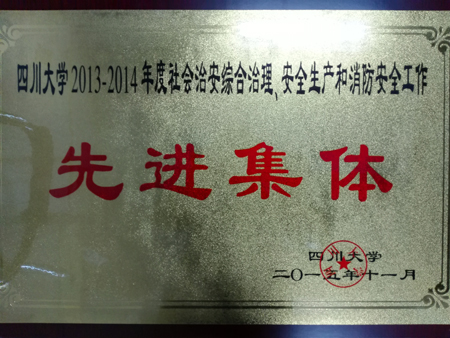 四川大学2013-2014年度社会治安综合治理、安全生产和消防安全工作
先进集体
四川大学
二〇一五年十一月